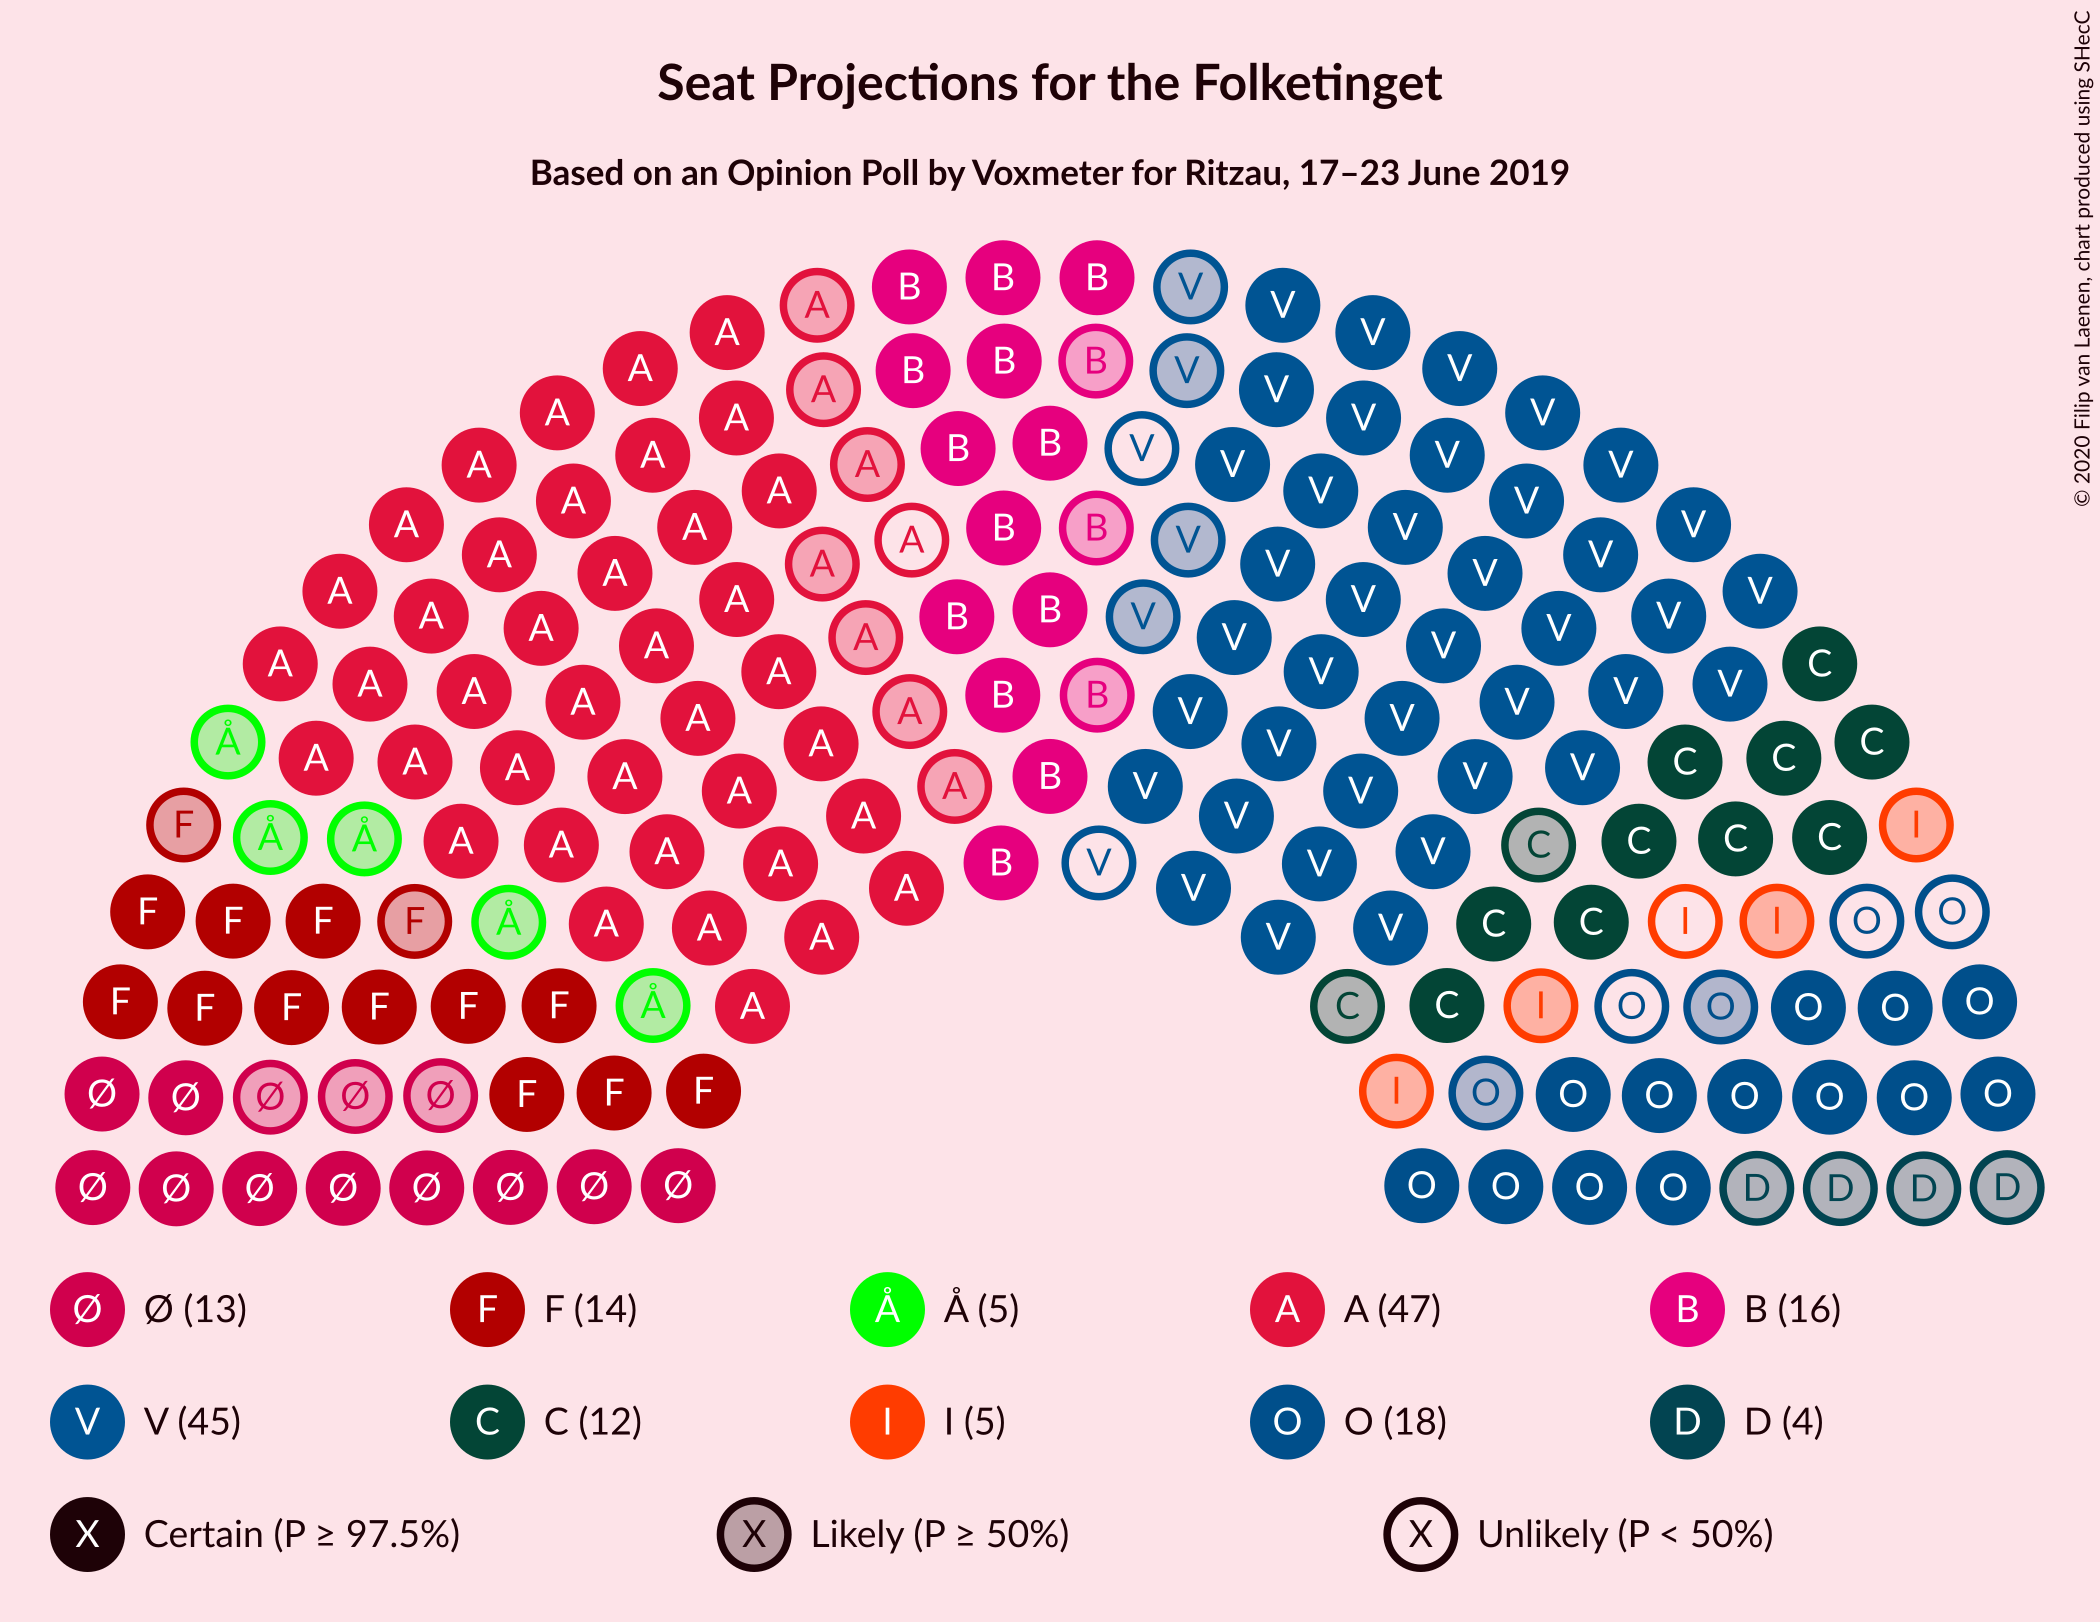 Seat Projections for the Folketinget
Based on an Opinion Poll by Voxmeter for Ritzau, 17–23 June 2019
© 2020 Filip van Laenen, chart produced using SHecC
B B
A B V V
A V
A B B V V
A B V V
A A V V
A B B V V
A A A V V V
A A V V
A A V V
A A B B V V
A A A V V V
A A V V
A A V V
A A B B V V
A A A V V V
A V
A A A V V V
A A V C
A A B B V V
A A V V
A A A V V V
Å C
A A A V V V C C
A A A B V V V
A A A V V V
F A A V V I
Å Å A A A C C C C
A A A B V V V V
A A V
F F F F Å A A A V V C C I I O O
F F F F F F Å A C C I O O O O O
Ø Ø Ø Ø Ø F F F I O O O O O O O
Ø Ø Ø Ø Ø Ø Ø Ø O O O O D D D D
Ø Ø (13) F F (14) Å Å (5) A A (47) B B (16)
V V (45) C C (12) I I (5) O O (18) D D (4)
X Certain (P ≥ 97.5%) X Likely (P ≥ 50%) X Unlikely (P < 50%)